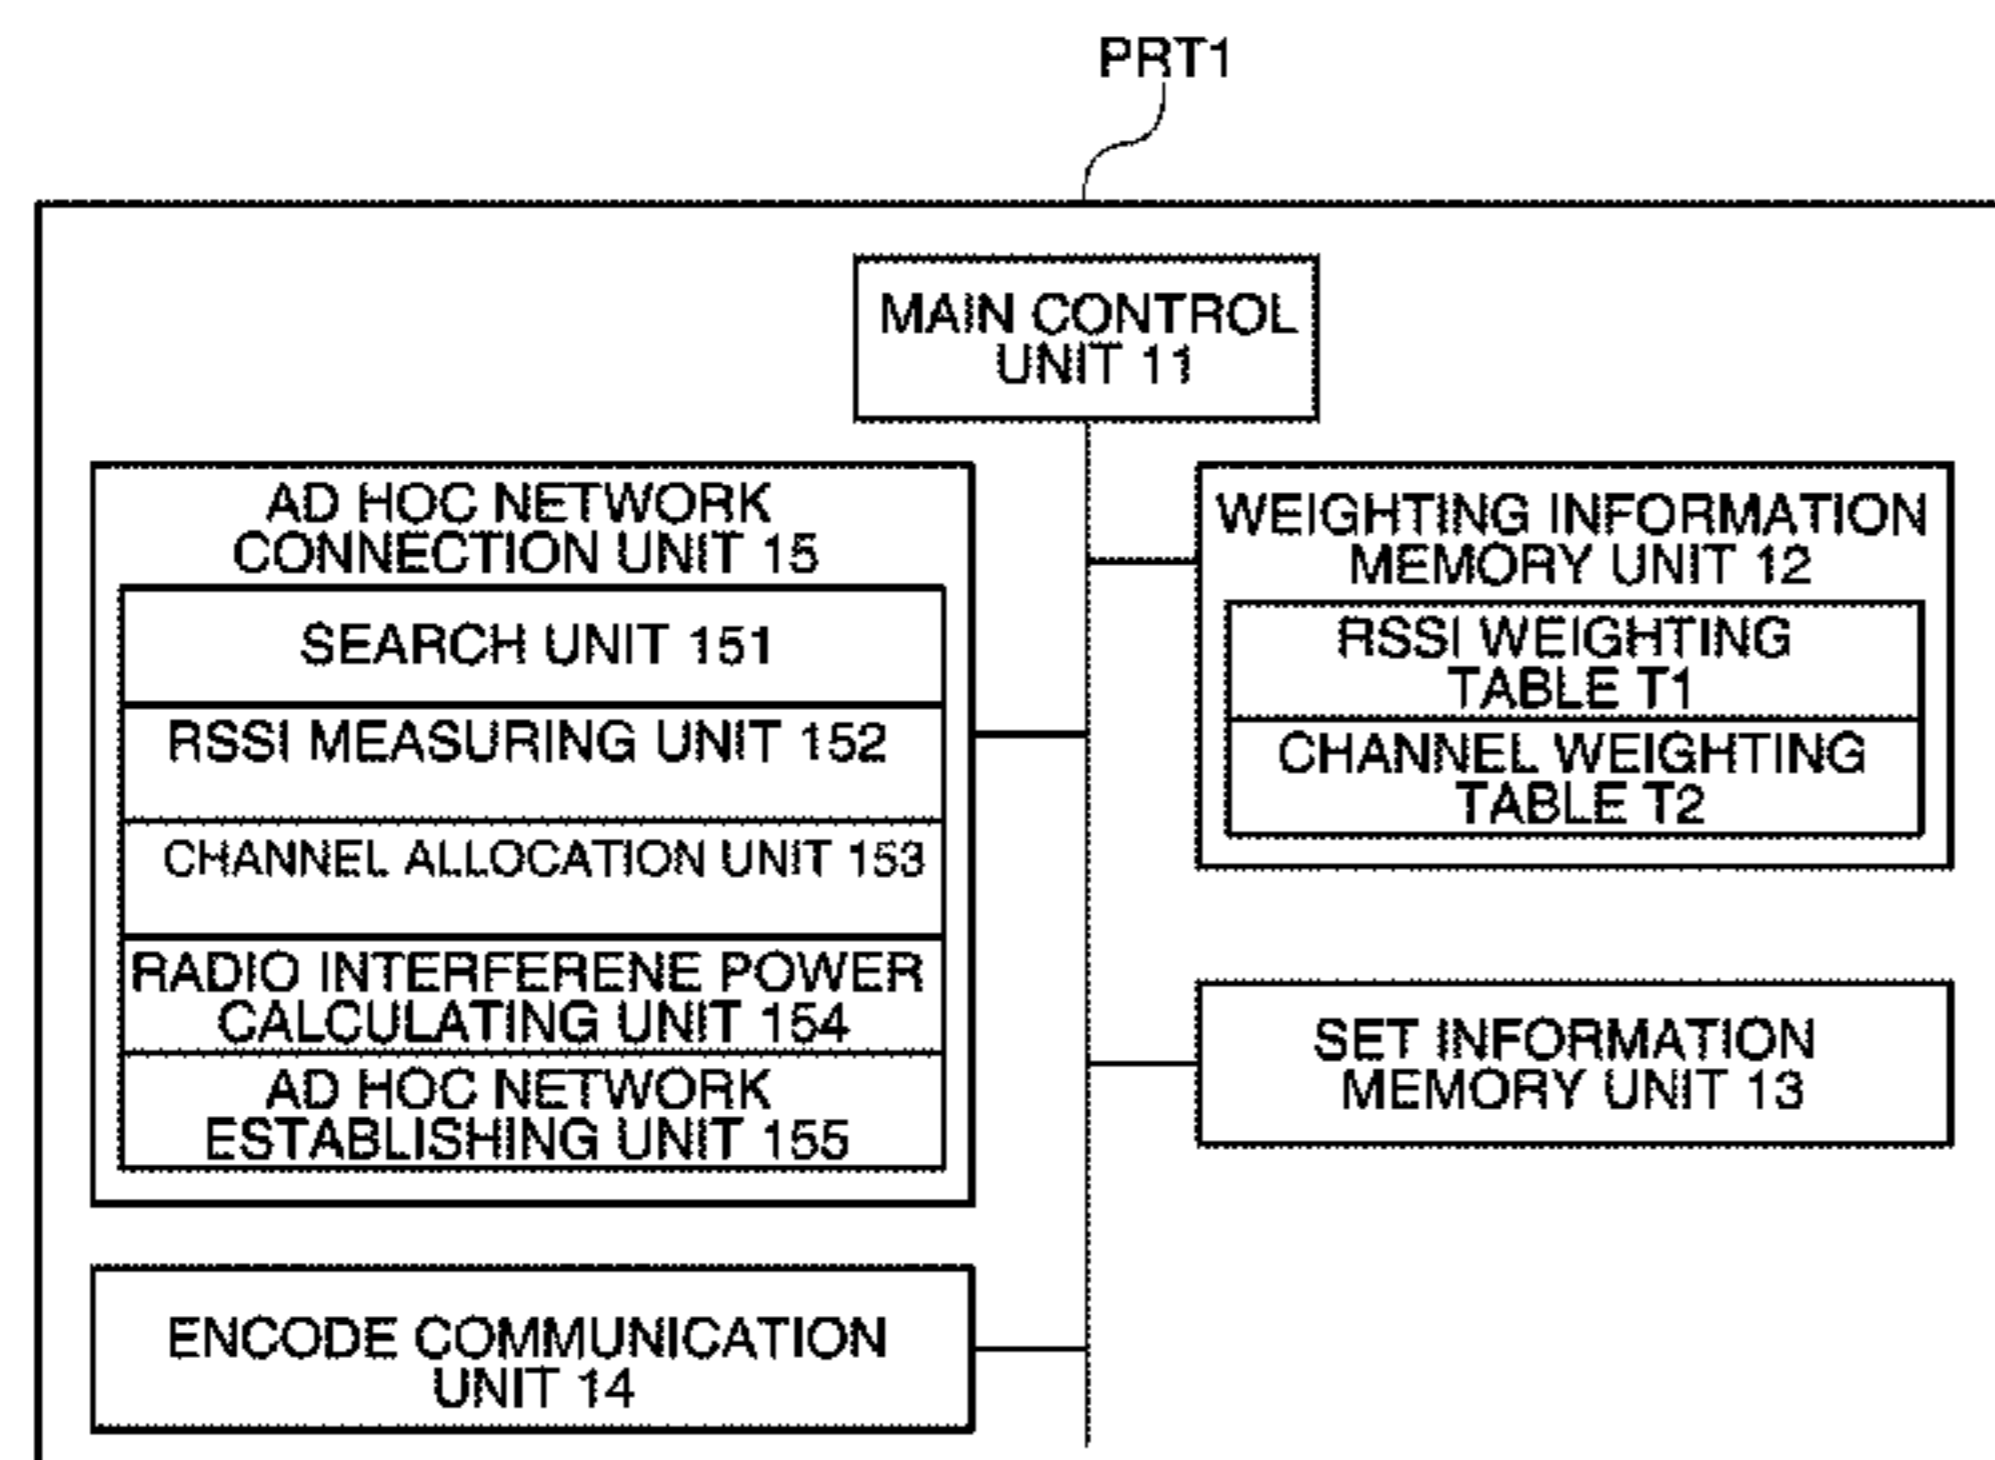 PRT1
MAIN CONTROL
UNIT 11
AD HOC NETWORK
CONNECTION UNIT 15
SEARCH UNIT 151
RSSI MEASURING UNIT 152
CHANNEL ALLOCATION UNIT 153
RADIO INTERFERENE POWER
CALCULATING UNIT 154
AD HOC NETWORK
ESTABLISHING UNIT 155
WEIGHTING INFORMATION
MEMORY UNIT 12
RSSI WEIGHTING
TABLE T1
CHANNEL WEIGHTING
TABLE T2
SET INFORMATION
MEMORY UNIT 13
ENCODE COMMUNICATION
UNIT 14